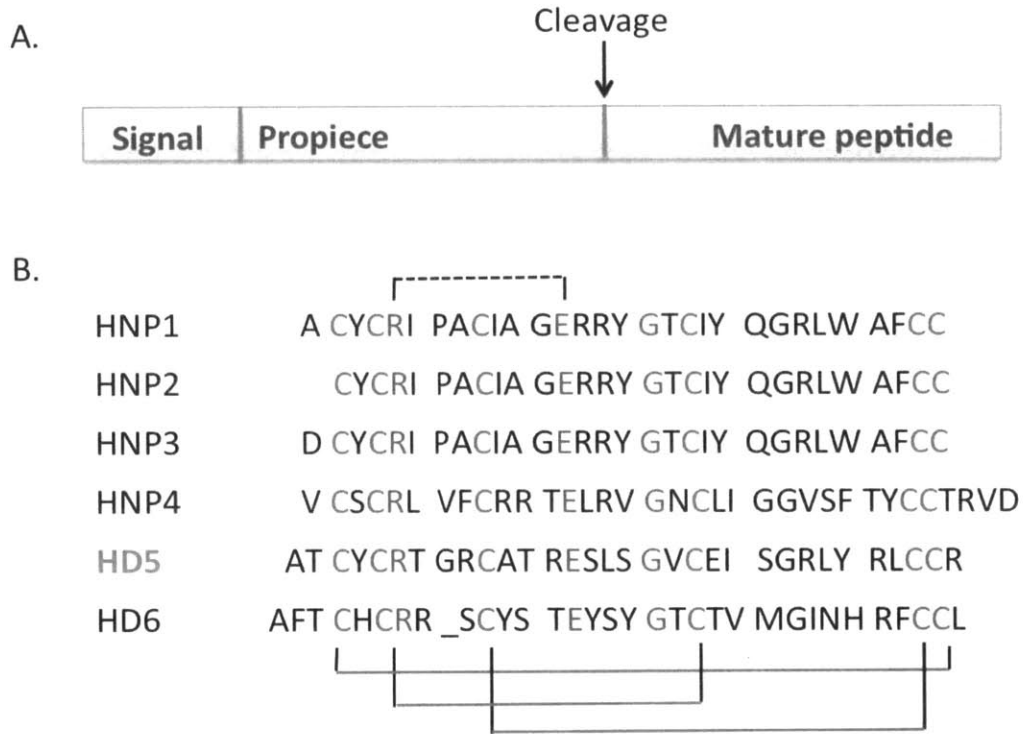 A.
Cleavage
Signal Propiece Mature peptide
B.
HNP1 A CYCRI PACIA GERRY GTCIY QGRLW AFCC
HNP2 CYCRI PACIA GERRY GTCIY QGRLW AFCC
HNP3 D CYCRI PACIA GERRY GTCIY QGRLW AFCC
HNP4 V CSCRL VFCRR TELRV GNCLI GGVSF TYCCTRVD
HD5 AT CYCRT GRCAT RESLS GVCEI SGRLY RLCCR
HD6 AFT CHCRR _SCYS TEYSY GTCTV MGINH RFCCL